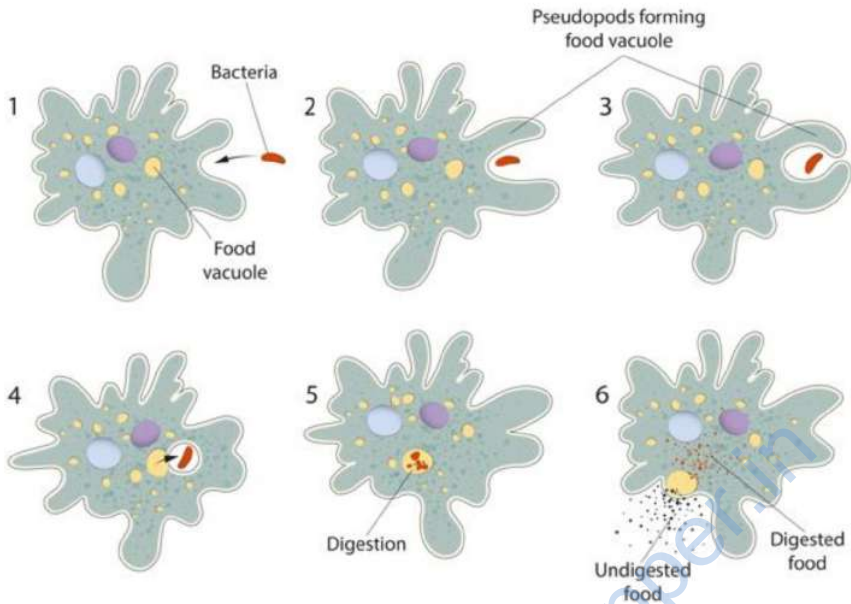 Pseudopods forming
food vacuole
1
Bacteria
2
3
Food
vacuole
4
5
6
Digestion
Digested
food
Undigested
food